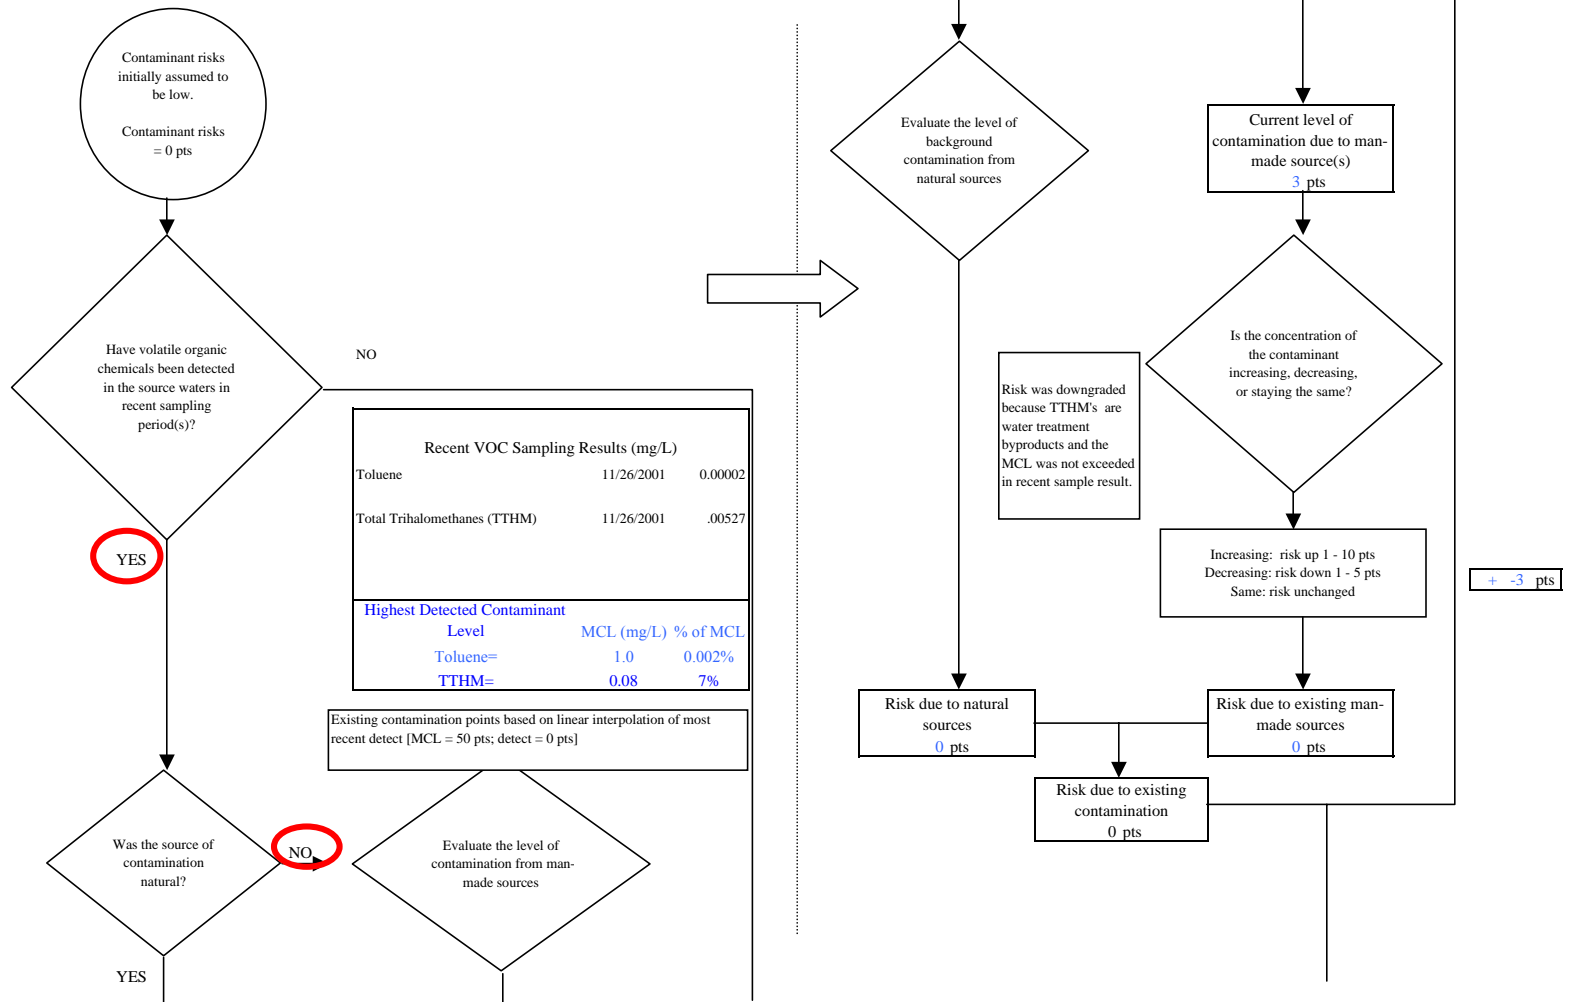 Contaminant risks
initially assumed to
be low.
Contaminant risks
= 0 pts
Have volatile organic
chemicals been detected
in the source waters in
recent sampling
period(s)?
NO
YES
Recent VOC Sampling Results (mg/L)
Toluene 11/26/2001 0.00002
Total Trihalomethanes (TTHM) 11/26/2001 .00527
Highest Detected Contaminant
Level MCL (mg/L) % of MCL
Toluene= 1.0 0.002%
TTHM= 0.08 7%
Existing contamination points based on linear interpolation of most
recent detect [MCL = 50 pts; detect = 0 pts]
Was the source of
contamination
natural?
NO
YES
Evaluate the level of
contamination from man-
made sources
Evaluate the level of
background
contamination from
natural sources
Current level of
contamination due to man-
made source(s)
3 pts
Is the concentration of
the contaminant
increasing, decreasing,
or staying the same?
Risk was downgraded
because TTHM's are
water treatment
byproducts and the
MCL was not exceeded
in recent sample result.
Increasing: risk up 1 - 10 pts
Decreasing: risk down 1 - 5 pts
Same: risk unchanged
+ -3 pts
Risk due to natural
sources
0 pts
Risk due to existing man-
made sources
0 pts
Risk due to existing
contamination
0 pts